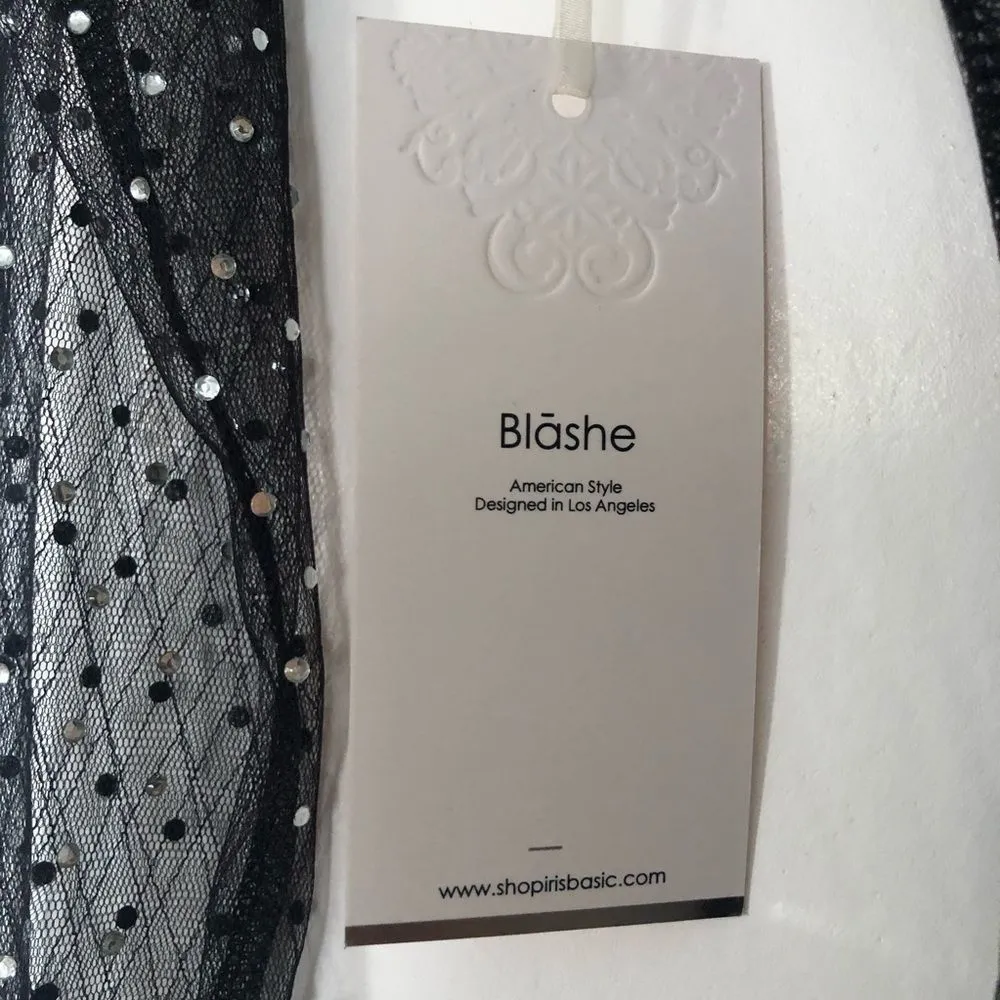 Blāshe
American Style
Designed in Los Angeles
www.shopirisbasic.com